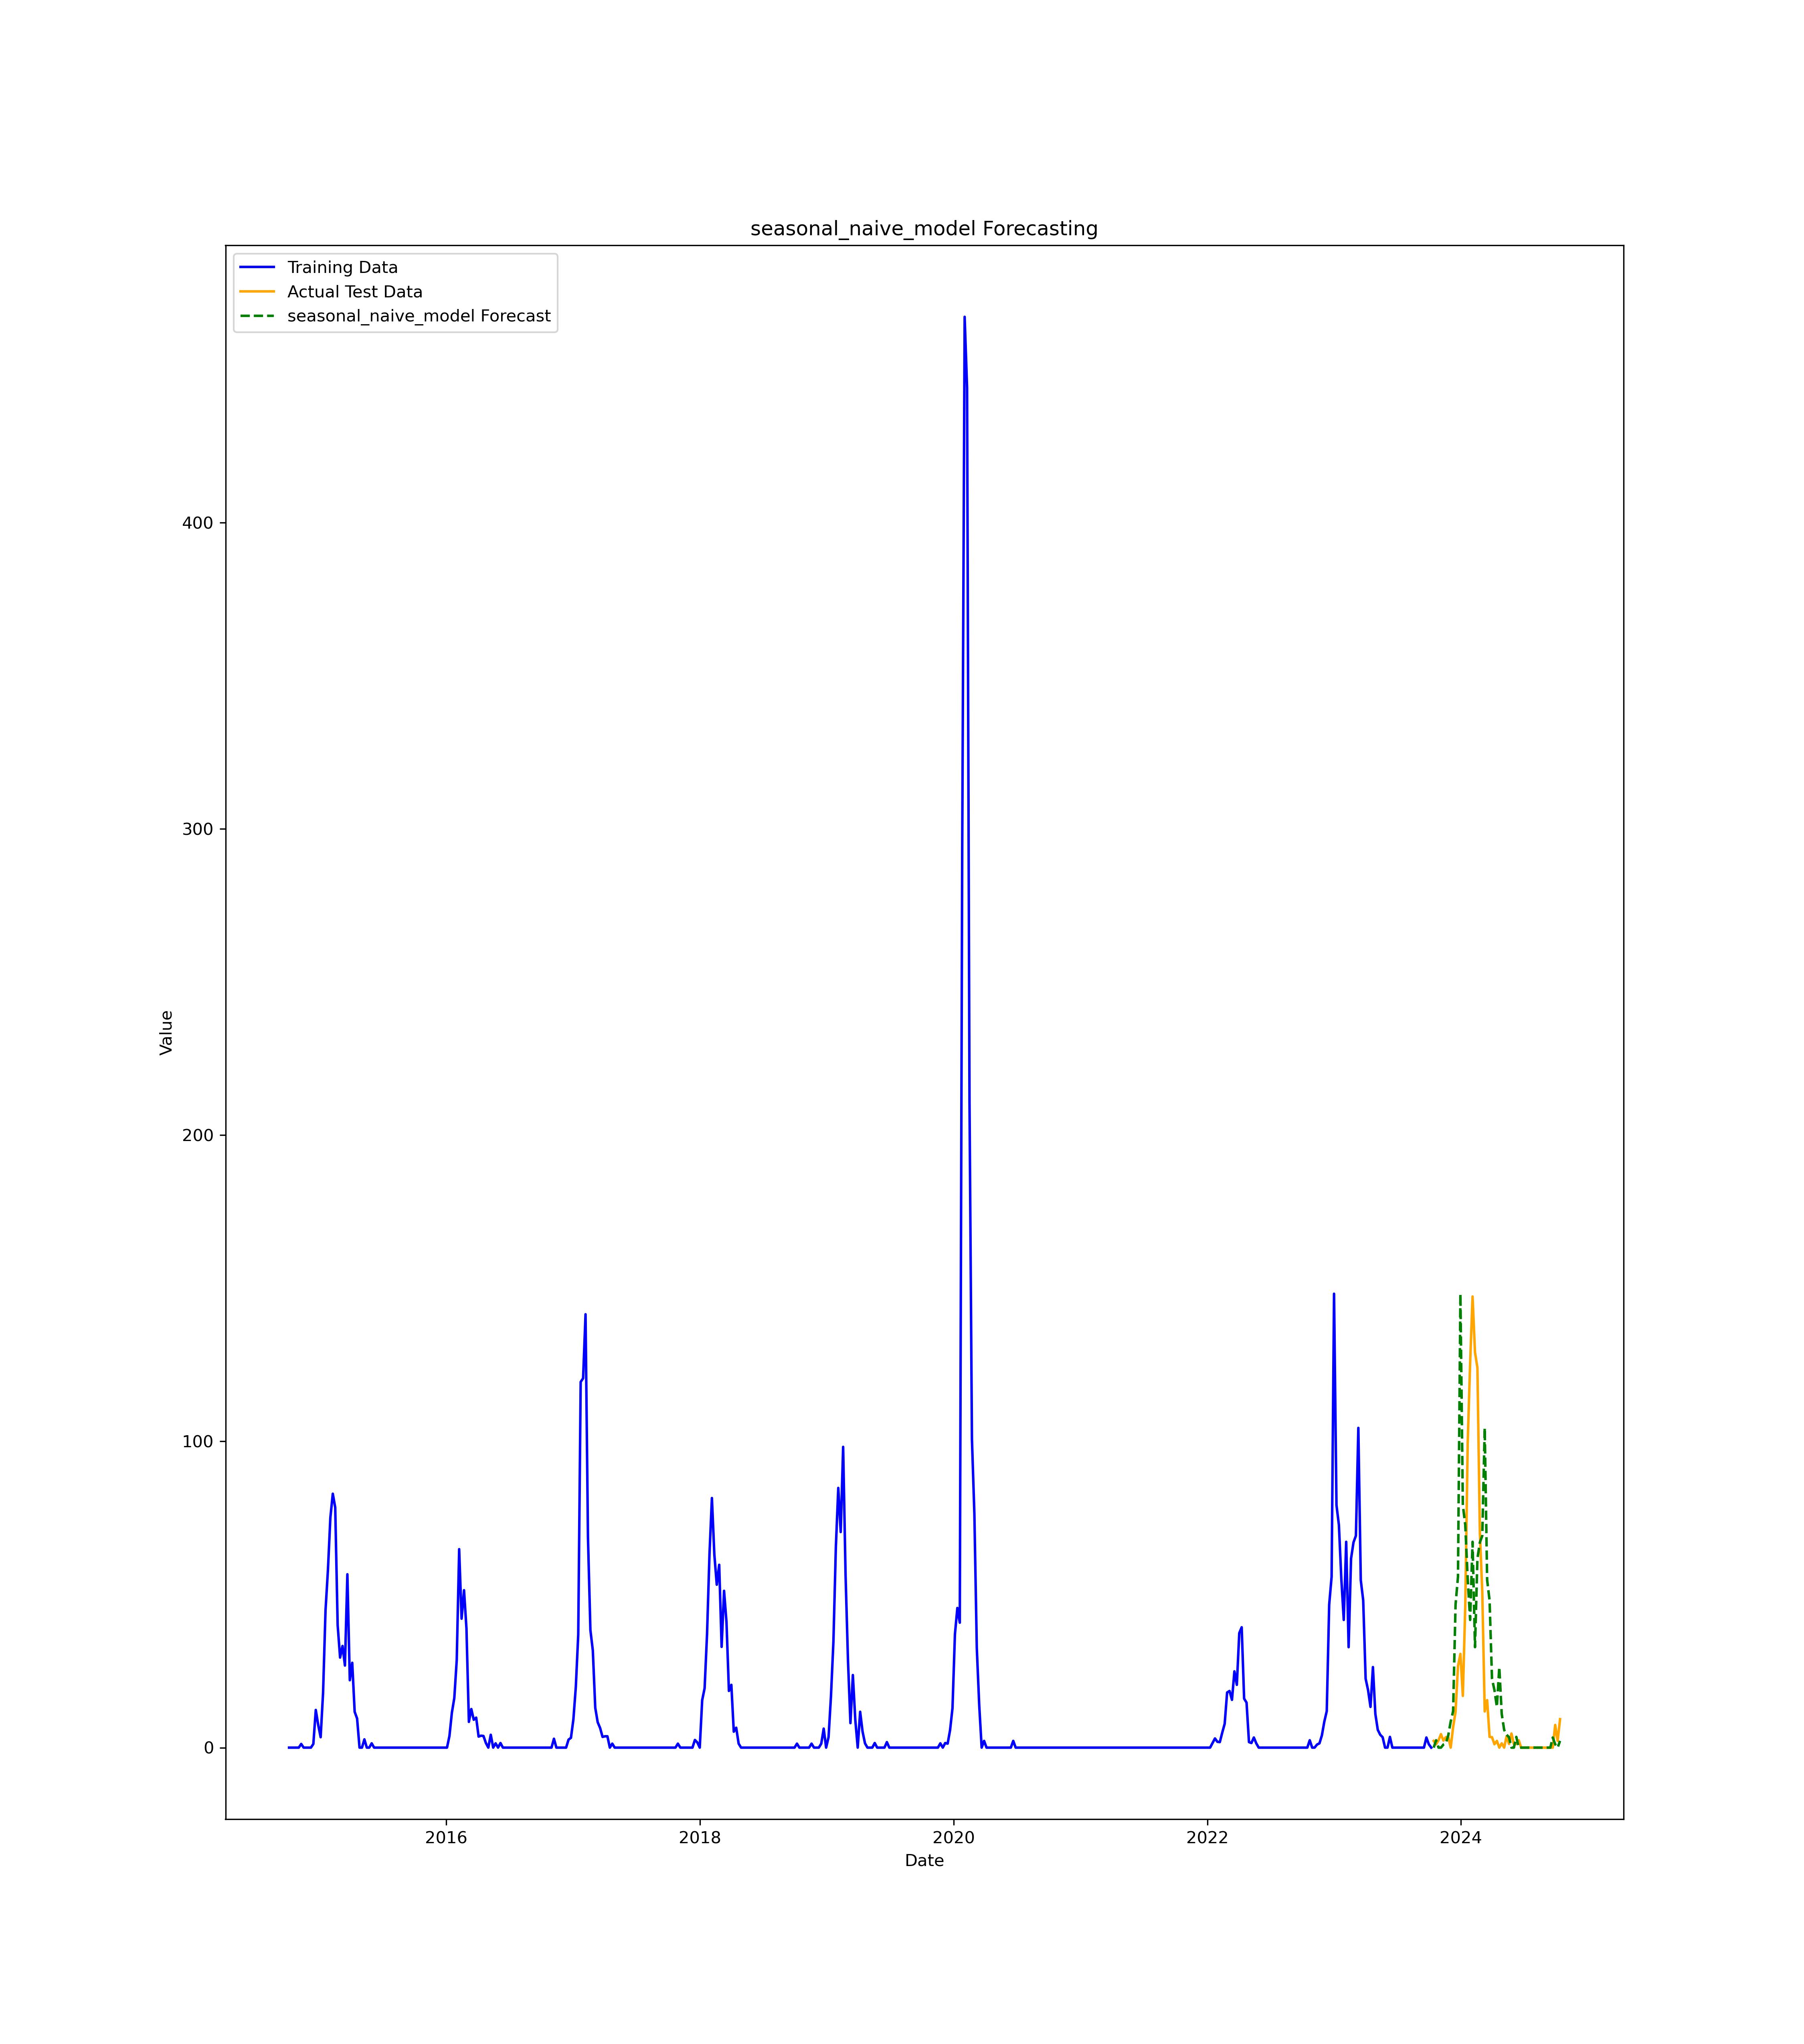 seasonal_naive_model Forecasting
Training Data
Actual Test Data
seasonal_naive_model Forecast
400
300
200
100
0
Value
2016
2018
2020
2022
2024
Date